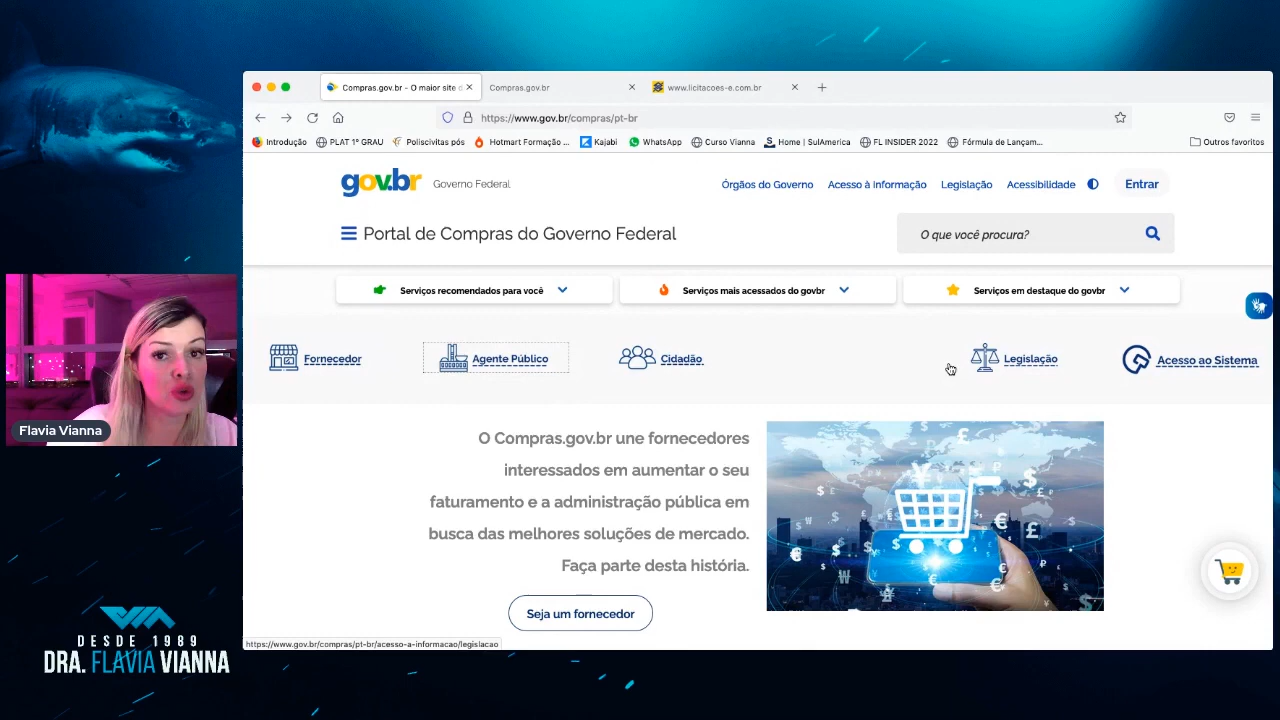 Compras.gov.br - O maior site d
Compras.gov.br
www.licitacoes-e.com.br
https://www.gov.br/compras/pt-br
Introdução
PLAT 1º GRAU
Poliscivitas pós
Hotmart Formação ...
Kajabi
WhatsApp
Curso Vianna
Home | SulAmerica
FL INSIDER 2022
Fórmula de Lançam...
Outros favoritos
gov.br
Governo Federal
Órgãos do Governo
Acesso à Informação
Legislação
Acessibilidade
Entrar
Portal de Compras do Governo Federal
O que você procura?
Serviços recomendados para você
Serviços mais acessados do govbr
Serviços em destaque do govbr
Fornecedor
Agente Público
Cidadão
Legislação
Acesso ao Sistema
O Compras.gov.br une fornecedores
interessados em aumentar o seu
faturamento e a administração pública em
busca das melhores soluções de mercado.
Faça parte desta história.
Seja um fornecedor
https://www.gov.br/compras/pt-br/acesso-a-informacao/legislacao
Flavia Vianna
DESDE 1989
DRA. FLAVIA VIANNA